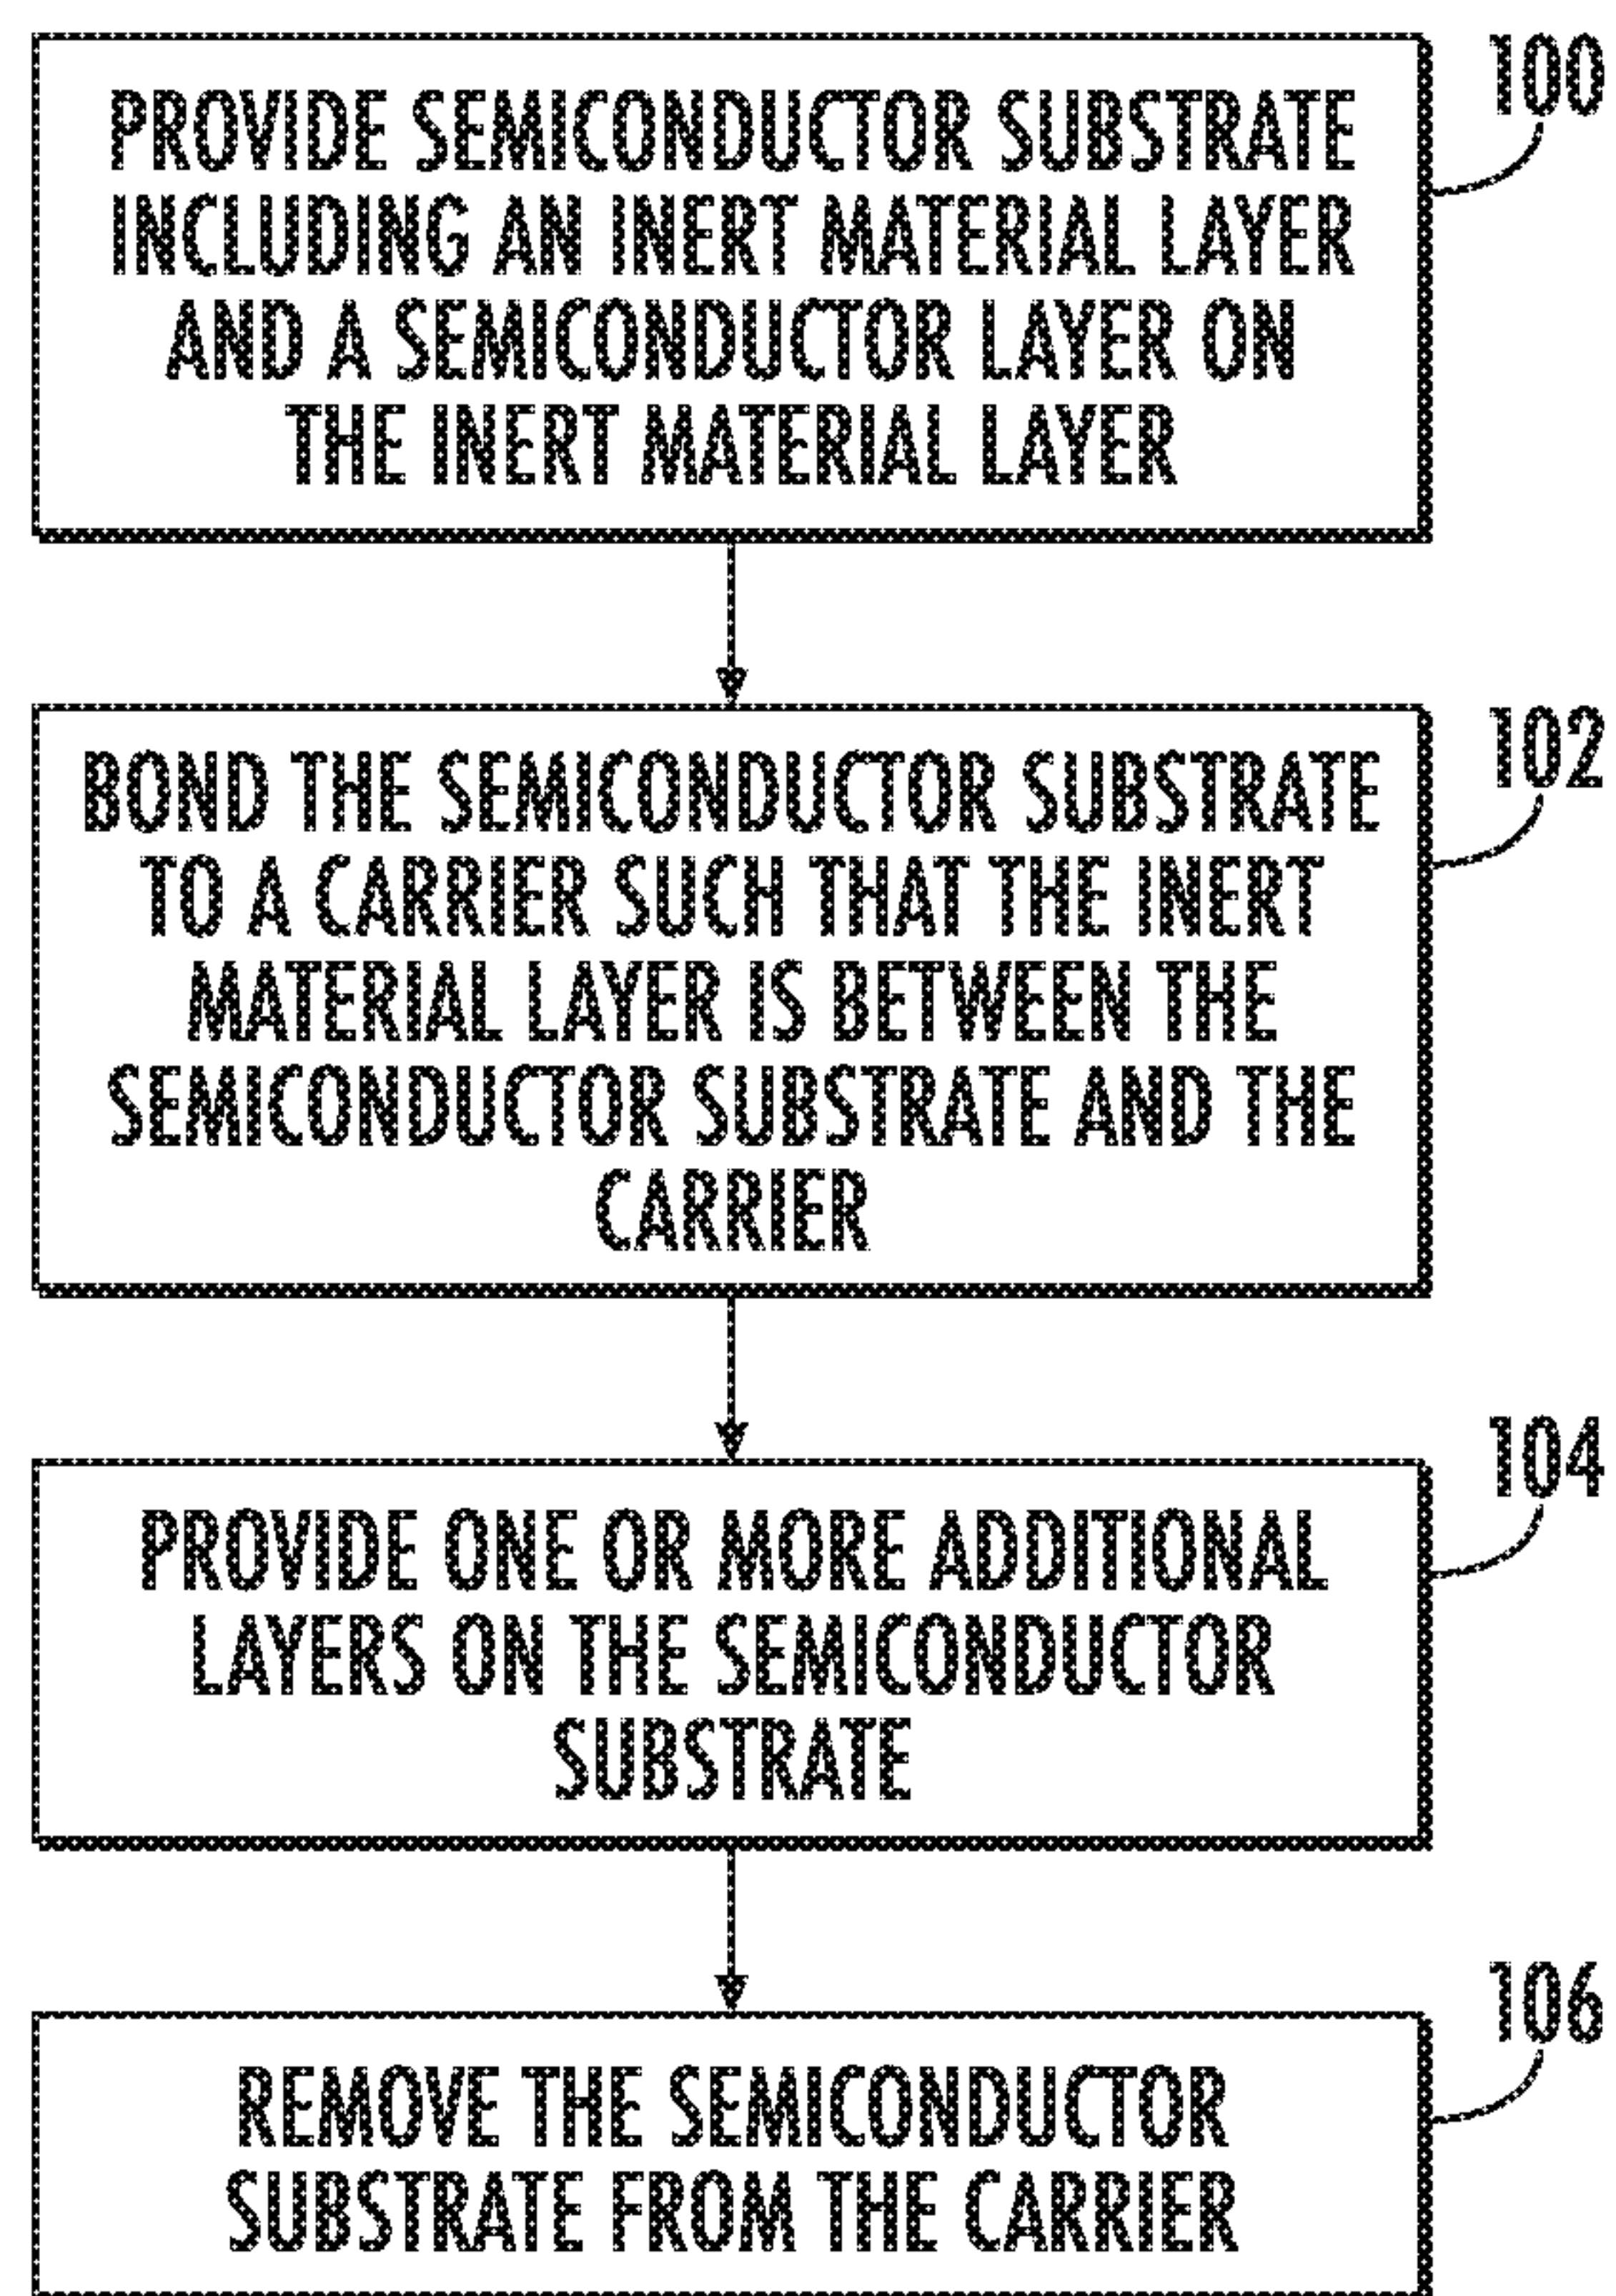 100
PROVIDE SEMICONDUCTOR SUBSTRATE
INCLUDING AN INERT MATERIAL LAYER
AND A SEMICONDUCTOR LAYER ON
THE INERT MATERIAL LAYER
102
BOND THE SEMICONDUCTOR SUBSTRATE
TO A CARRIER SUCH THAT THE INERT
MATERIAL LAYER IS BETWEEN THE
SEMICONDUCTOR SUBSTRATE AND THE
CARRIER
104
PROVIDE ONE OR MORE ADDITIONAL
LAYERS ON THE SEMICONDUCTOR
SUBSTRATE
106
REMOVE THE SEMICONDUCTOR
SUBSTRATE FROM THE CARRIER